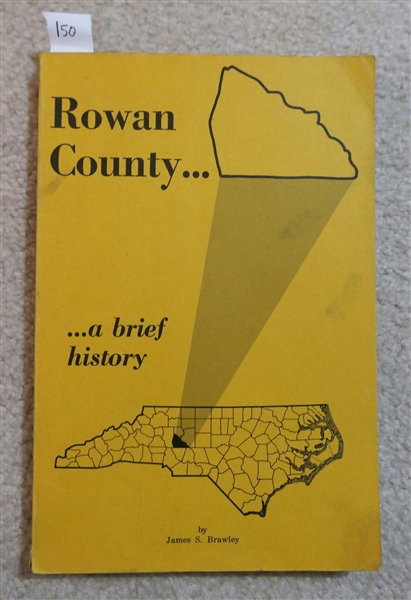 150
Rowan
County...
...a brief
history
by
James S. Brawley